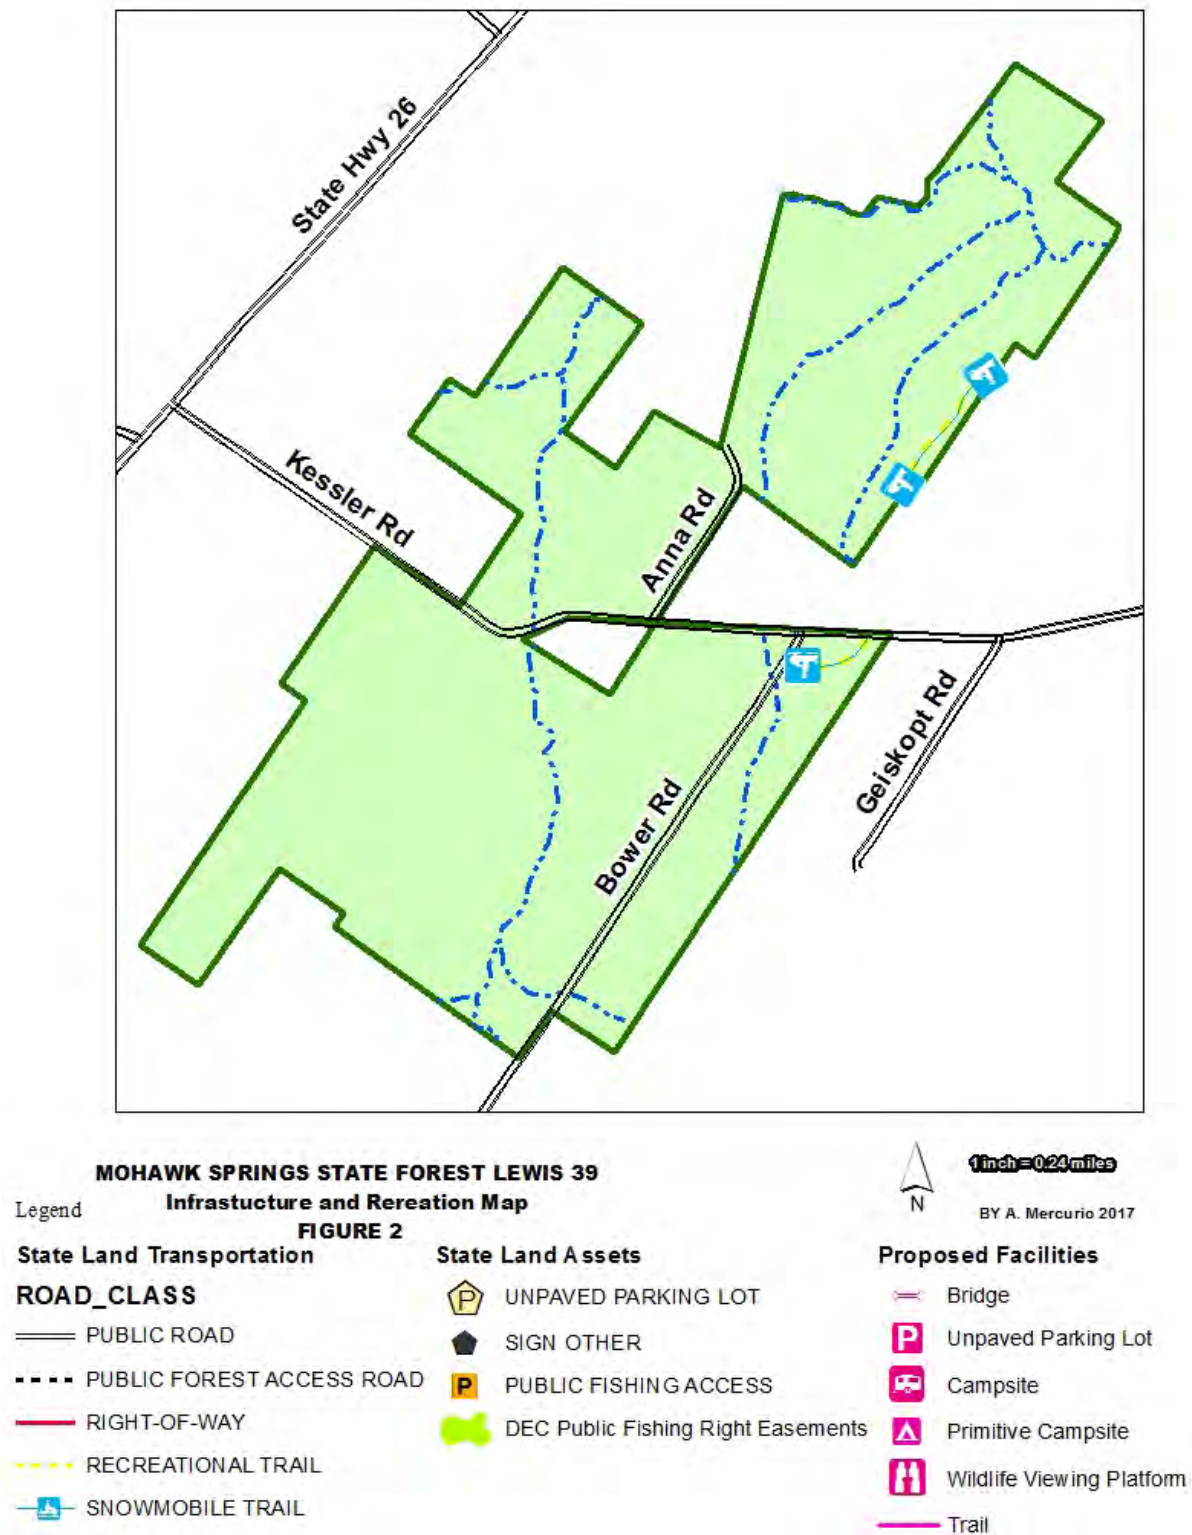 State Hwy 26
Kessler Rd
Anna Rd
Bower Rd
Geiskopt Rd
MOHAWK SPRINGS STATE FOREST LEWIS 39
Infrastucture and Rereation Map
FIGURE 2
N
1 inch = 0.24 miles
BY A. Mercurio 2017
Legend
State Land Transportation
ROAD_CLASS
PUBLIC ROAD
PUBLIC FOREST ACCESS ROAD
RIGHT-OF-WAY
RECREATIONAL TRAIL
SNOWMOBILE TRAIL
State Land Assets
P UNPAVED PARKING LOT
SIGN OTHER
P PUBLIC FISHING ACCESS
DEC Public Fishing Right Easements
Proposed Facilities
Bridge
P Unpaved Parking Lot
Campsite
Primitive Campsite
Wildlife Viewing Platform
Trail